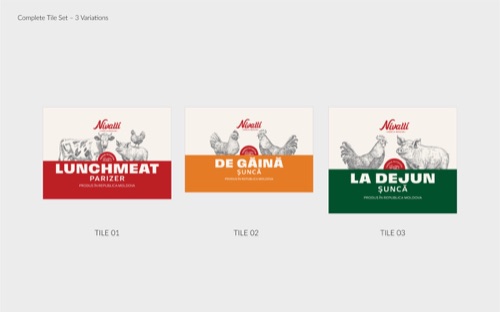 Complete Tile Set – 3 Variations
Nivalli
LUNCHMEAT
PARIZER
PRODUS ÎN REPUBLICA MOLDOVA
TILE 01
Nivalli
DE GĂINĂ
ŞUNCĂ
PRODUS ÎN REPUBLICA MOLDOVA
TILE 02
Nivalli
LA DEJUN
ŞUNCĂ
PRODUS ÎN REPUBLICA MOLDOVA
TILE 03